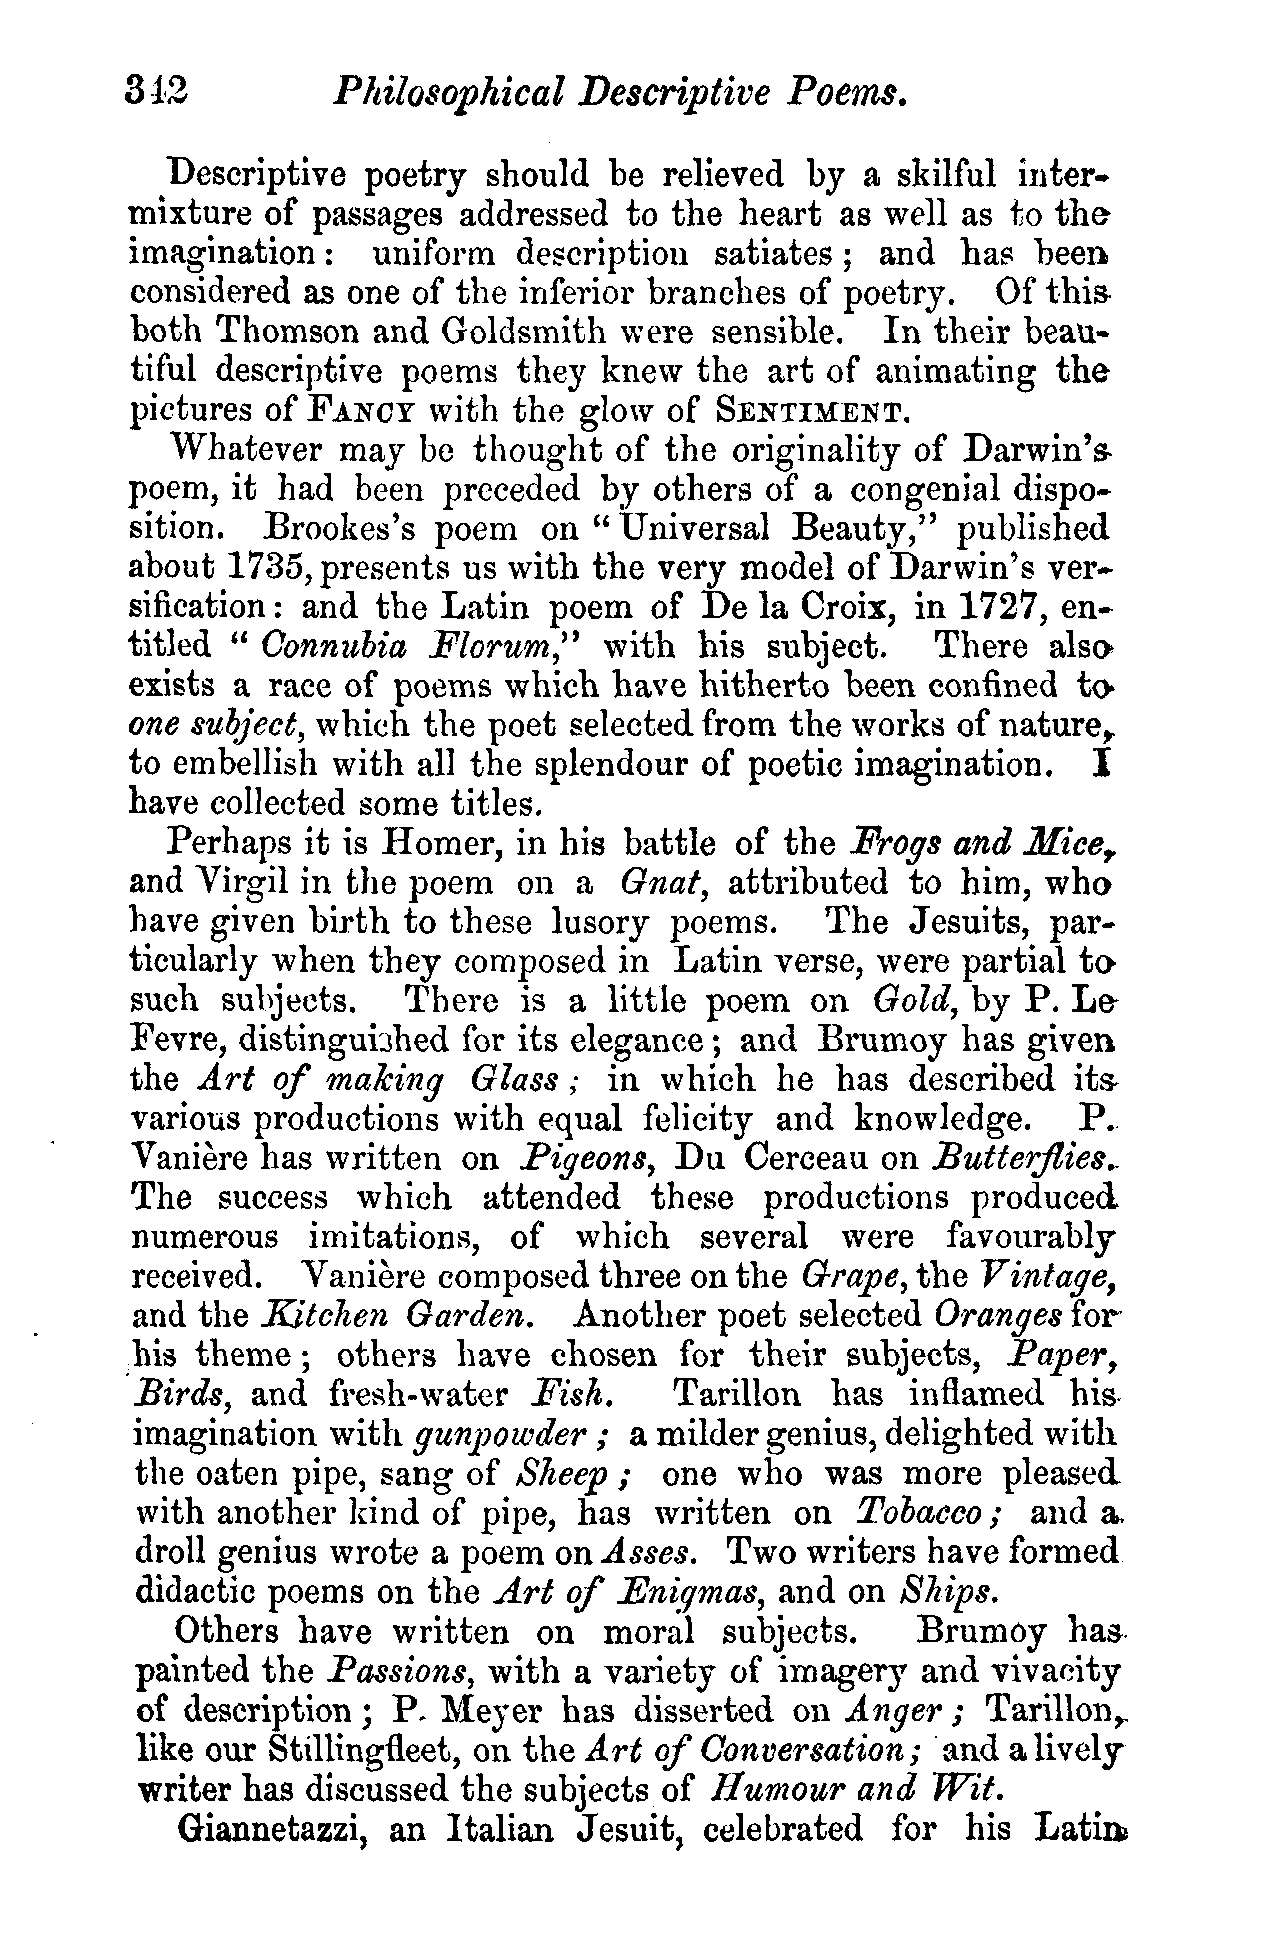 342 Philosophical Descriptive Poems.
Descriptive poetry should be relieved by a skilful inter-
mixture of passages addressed to the heart as well as to the
imagination: uniform description satiates; and has been
considered as one of the inferior branches of poetry. Of this
both Thomson and Goldsmith were sensible. In their beau-
tiful descriptive poems they knew the art of animating the
pictures of FANCY with the glow of SENTIMENT.
Whatever may be thought of the originality of Darwin's
poem, it had been preceded by others of a congenial dispo-
sition. Brookes's poem on "Universal Beauty," published
about 1735, presents us with the very model of Darwin's ver-
sification: and the Latin poem of De la Croix, in 1727, en-
titled "Connubia Florum," with his subject. There also
exists a race of poems which have hitherto been confined to
one subject, which the poet selected from the works of nature,
to embellish with all the splendour of poetic imagination. I
have collected some titles.
Perhaps it is Homer, in his battle of the Frogs and Mice,
and Virgil in the poem on a Gnat, attributed to him, who
have given birth to these lusory poems. The Jesuits, par-
ticularly when they composed in Latin verse, were partial to
such subjects. There is a little poem on Gold, by P. Le
Fevre, distinguished for its elegance; and Brumoy has given
the Art of making Glass; in which he has described its
various productions with equal felicity and knowledge. P.
Vanière has written on Pigeons, Du Cerceau on Butterflies.
The success which attended these productions produced
numerous imitations, of which several were favourably
received. Vanière composed three on the Grape, the Vintage,
and the Kitchen Garden. Another poet selected Oranges for
his theme; others have chosen for their subjects, Paper,
Birds, and fresh-water Fish. Tarillon has inflamed his
imagination with gunpowder; a milder genius, delighted with
the oaten pipe, sang of Sheep; one who was more pleased
with another kind of pipe, has written on Tobacco; and a
droll genius wrote a poem on Asses. Two writers have formed
didactic poems on the Art of Enigmas, and on Ships.
Others have written on moral subjects. Brumoy has
painted the Passions, with a variety of imagery and vivacity
of description; P. Meyer has disserted on Anger; Tarillon,
like our Stillingfleet, on the Art of Conversation; and a lively
writer has discussed the subjects of Humour and Wit.
Giannetazzi, an Italian Jesuit, celebrated for his Latin